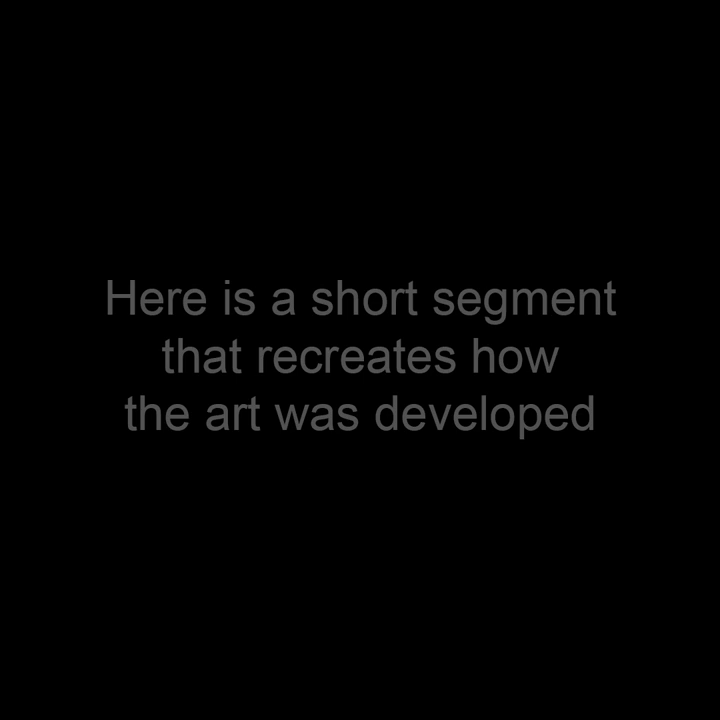 Here is a short segment
that recreates how
the art was developed